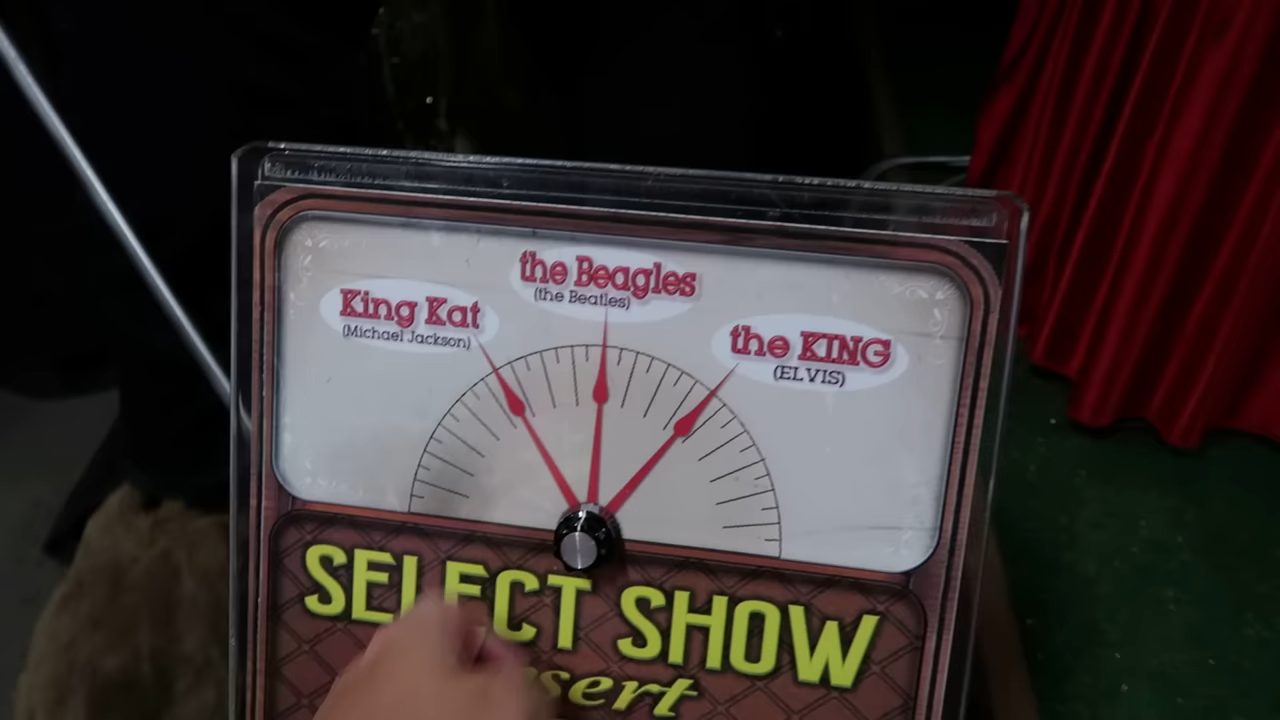 the Beagles
(the Beatles)
King Kat
(Michael Jackson)
the KING
(ELVIS)
SELECT SHOW